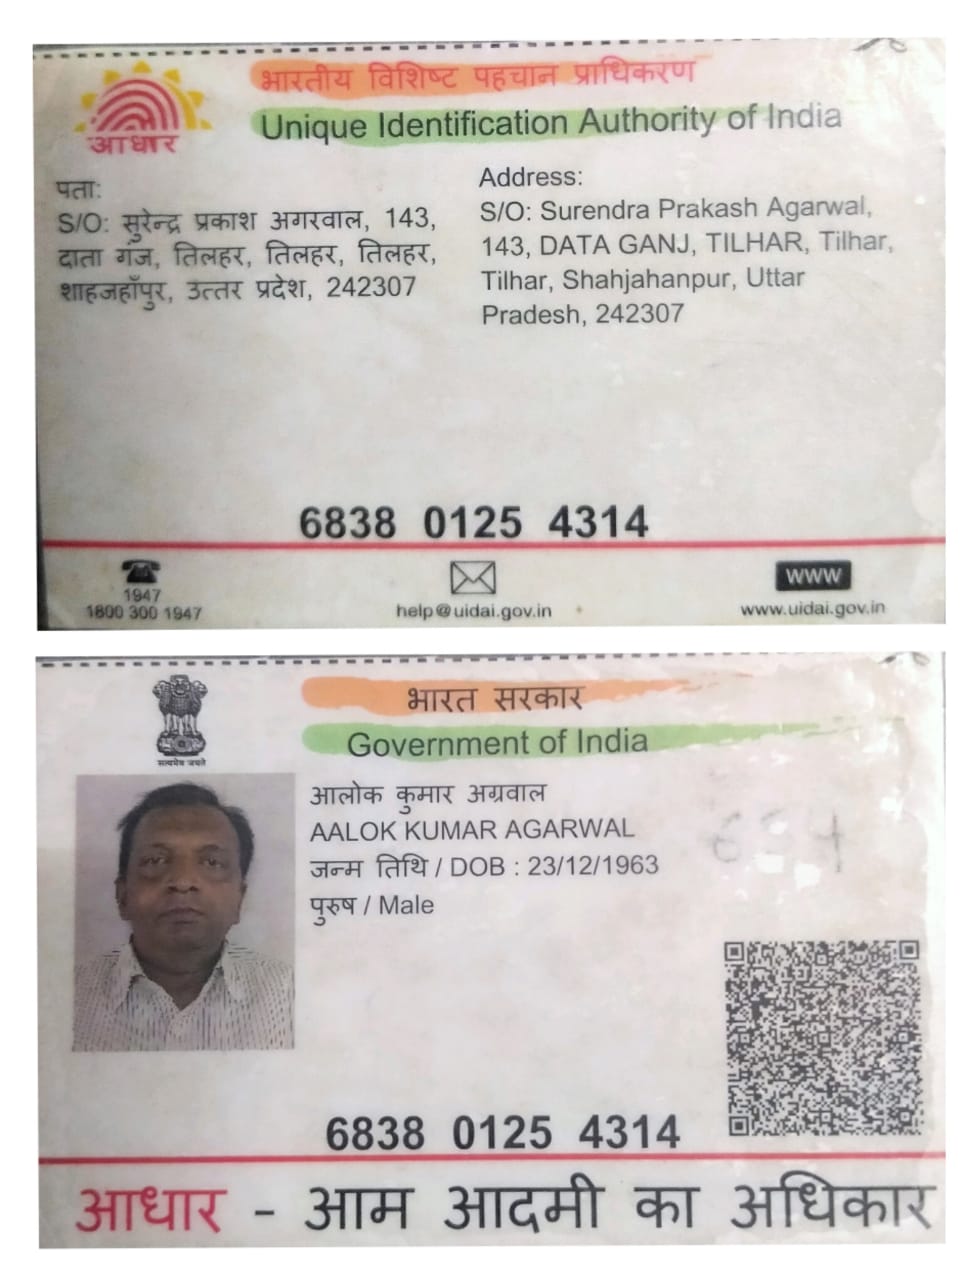 भारतीय विशिष्ट पहचान प्राधिकरण
Unique Identification Authority of India
आधार
पता:
S/O: सुरेन्द्र प्रकाश अगरवाल, 143,
दाता गंज, तिलहर, तिलहर, तिलहर,
शाहजहाँपुर, उत्तर प्रदेश, 242307
Address:
S/O: Surendra Prakash Agarwal,
143, DATA GANJ, TILHAR, Tilhar,
Tilhar, Shahjahanpur, Uttar
Pradesh, 242307
6838 0125 4314
1947
1800 300 1947
help@uidai.gov.in
www
www.uidai.gov.in
भारत सरकार
Government of India
सत्यमेव जयते
आलोक कुमार अग्रवाल
AALOK KUMAR AGARWAL
जन्म तिथि / DOB : 23/12/1963
पुरुष / Male
6838 0125 4314
आधार - आम आदमी का अधिकार